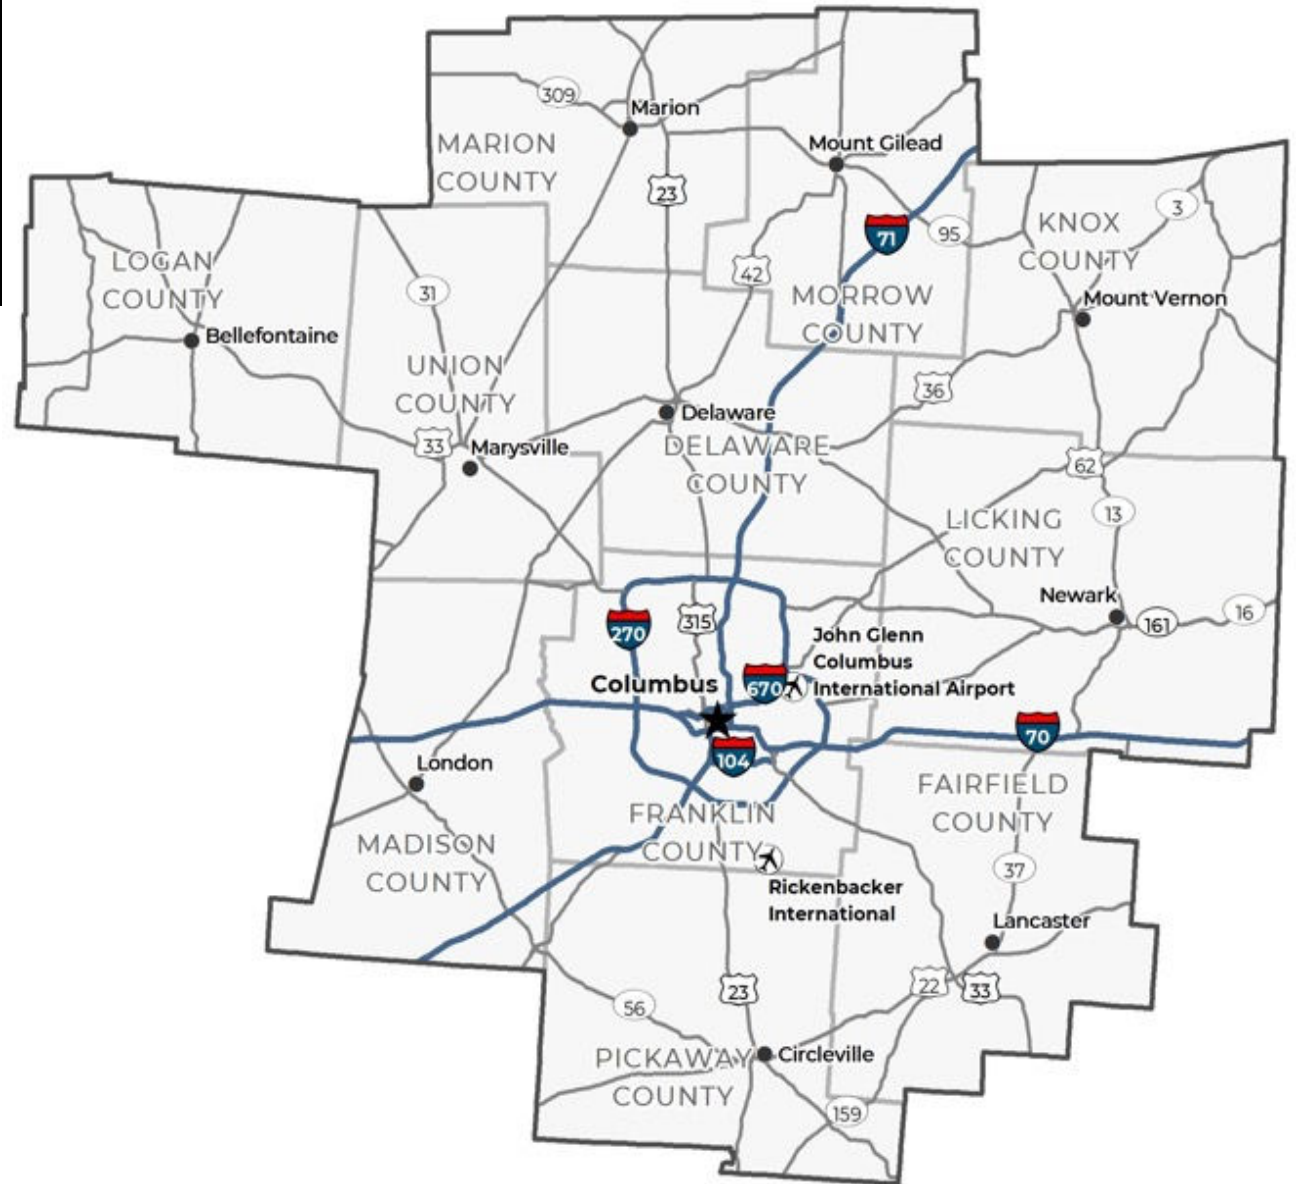 309
Marion
MARION
COUNTY
Mount Gilead
23
71
95
3
KNOX
COUNTY
LOGAN
COUNTY
31
42
MORROW
COUNTY
Mount Vernon
Bellefontaine
UNION
COUNTY
36
Delaware
33
Marysville
DELAWARE
COUNTY
62
13
LICKING
COUNTY
Newark
16
161
270
315
John Glenn
Columbus
International Airport
Columbus
670
70
104
London
FAIRFIELD
COUNTY
FRANKLIN
COUNTY
MADISON
COUNTY
37
Rickenbacker
International
Lancaster
22
33
23
56
PICKAWAY
COUNTY
Circleville
159